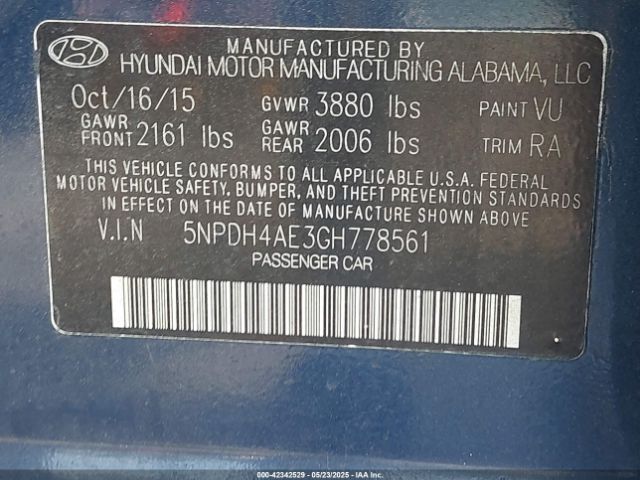 MANUFACTURED BY
HYUNDAI MOTOR MANUFACTURING ALABAMA, LLC
Oct/16/15 GVWR 3880 lbs PAINT VU
GAWR FRONT 2161 lbs GAWR REAR 2006 lbs TRIM RA
THIS VEHICLE CONFORMS TO ALL APPLICABLE U.S.A. FEDERAL
MOTOR VEHICLE SAFETY, BUMPER, AND THEFT PREVENTION STANDARDS
IN EFFECT ON THE DATE OF MANUFACTURE SHOWN ABOVE.
V.I.N 5NPDH4AE3GH778561
PASSENGER CAR
000-42342529 - 05/23/2025 - IAA Inc.